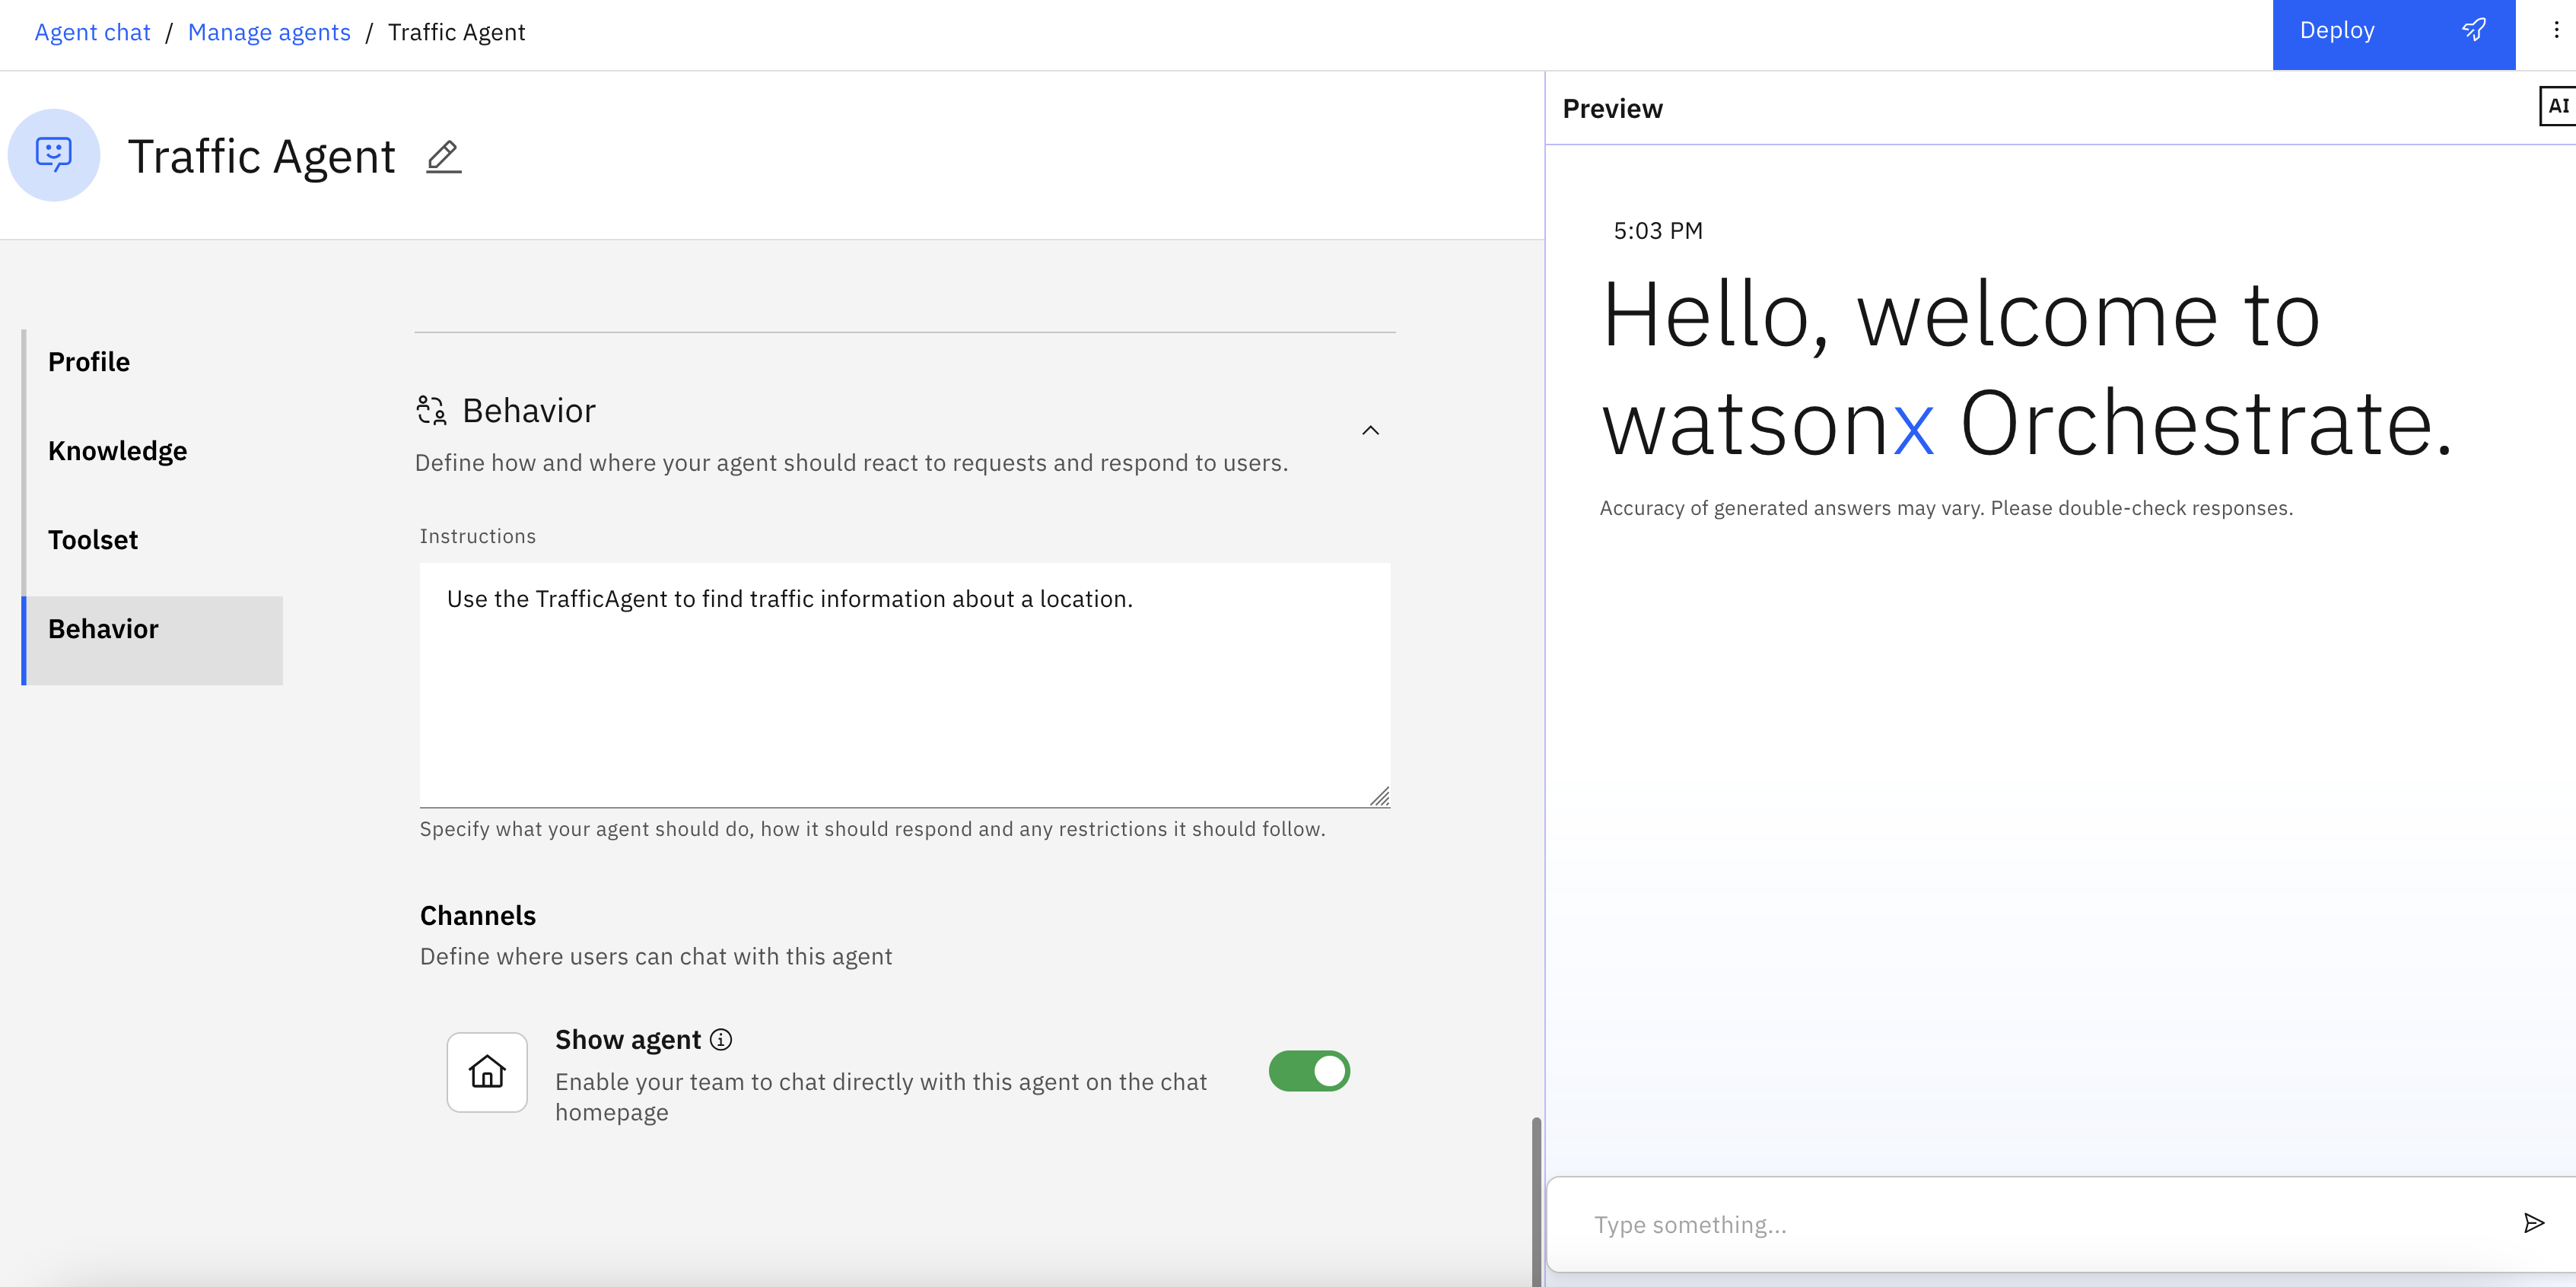 Agent chat / Manage agents / Traffic Agent
Deploy
Traffic Agent
Profile
Knowledge
Toolset
Behavior
Behavior
Define how and where your agent should react to requests and respond to users.
Instructions
Use the TrafficAgent to find traffic information about a location.
Specify what your agent should do, how it should respond and any restrictions it should follow.
Channels
Define where users can chat with this agent
Show agent
Enable your team to chat directly with this agent on the chat
homepage
Preview
AI
5:03 PM
Hello, welcome to
watsonx Orchestrate.
Accuracy of generated answers may vary. Please double-check responses.
Type something...